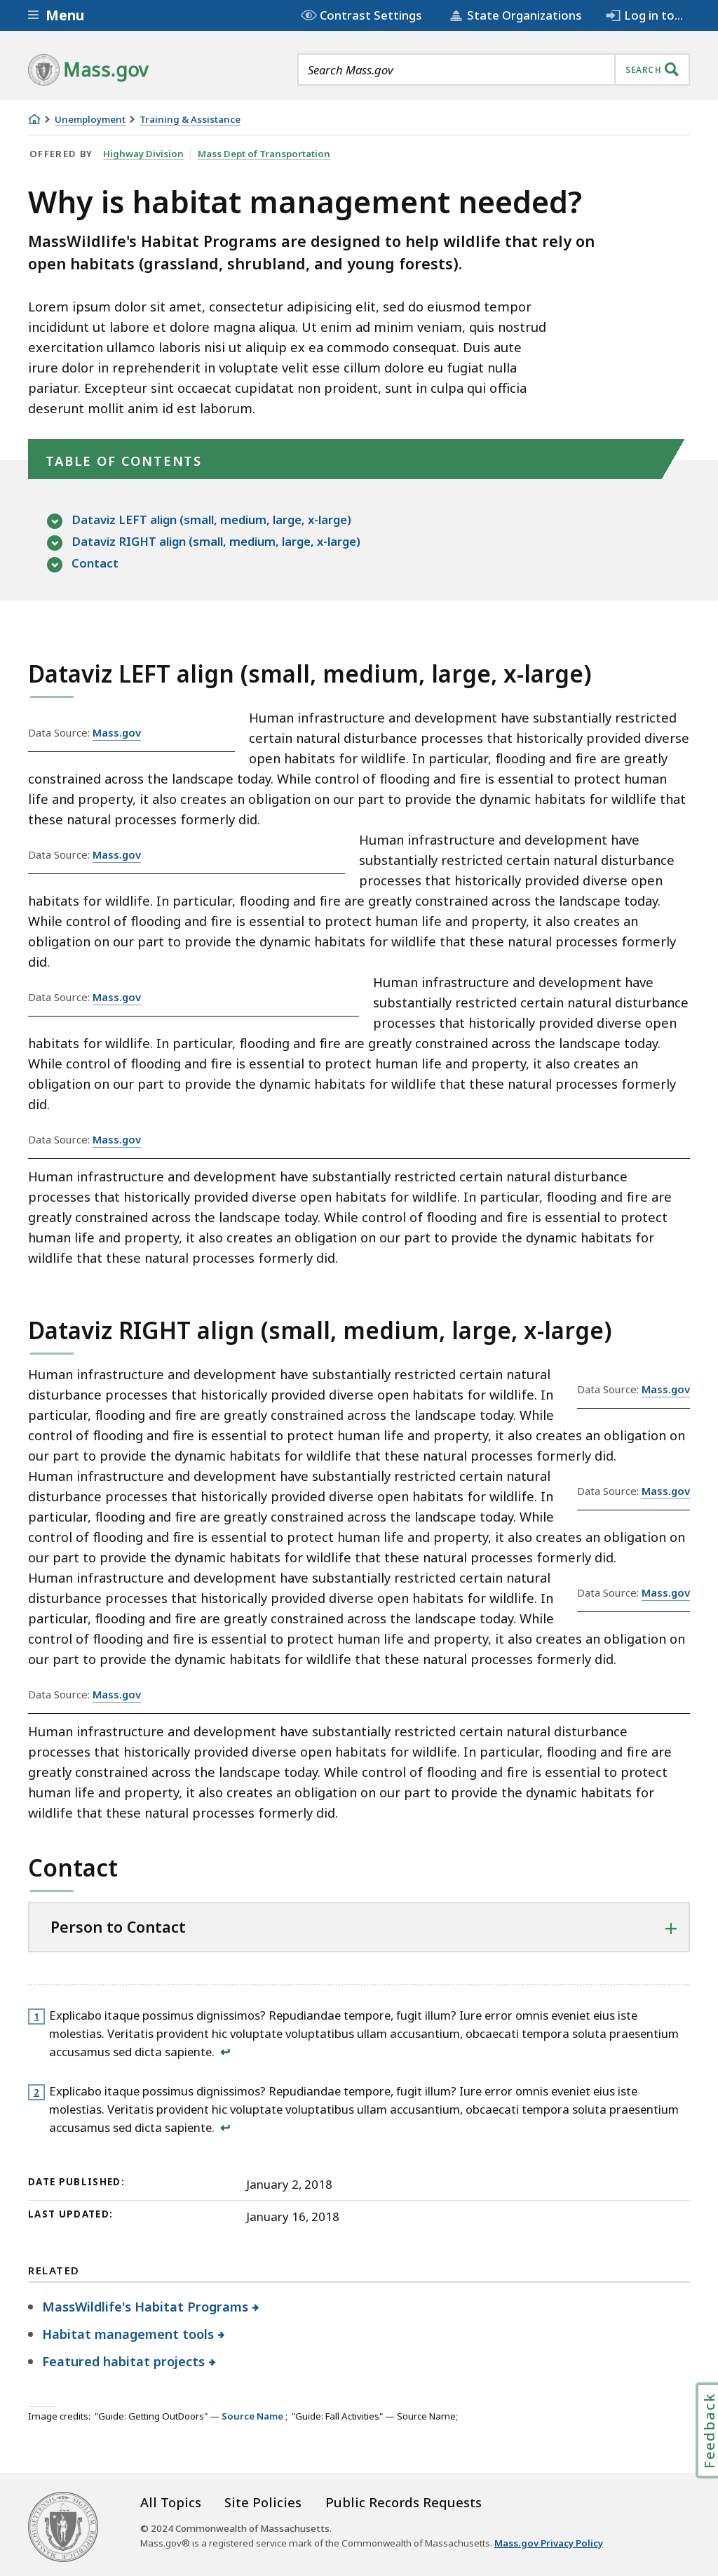 Menu
Contrast Settings
State Organizations
Log in to...
Mass.gov
Search Mass.gov
SEARCH
Unemployment
Training & Assistance
OFFERED BY Highway Division Mass Dept of Transportation
Why is habitat management needed?
MassWildlife's Habitat Programs are designed to help wildlife that rely on
open habitats (grassland, shrubland, and young forests).
Lorem ipsum dolor sit amet, consectetur adipisicing elit, sed do eiusmod tempor
incididunt ut labore et dolore magna aliqua. Ut enim ad minim veniam, quis nostrud
exercitation ullamco laboris nisi ut aliquip ex ea commodo consequat. Duis aute
irure dolor in reprehenderit in voluptate velit esse cillum dolore eu fugiat nulla
pariatur. Excepteur sint occaecat cupidatat non proident, sunt in culpa qui officia
deserunt mollit anim id est laborum.
TABLE OF CONTENTS
Dataviz LEFT align (small, medium, large, x-large)
Dataviz RIGHT align (small, medium, large, x-large)
Contact
Dataviz LEFT align (small, medium, large, x-large)
Data Source: Mass.gov
Human infrastructure and development have substantially restricted
certain natural disturbance processes that historically provided diverse
open habitats for wildlife. In particular, flooding and fire are greatly
constrained across the landscape today. While control of flooding and fire is essential to protect human
life and property, it also creates an obligation on our part to provide the dynamic habitats for wildlife that
these natural processes formerly did.
Data Source: Mass.gov
Human infrastructure and development have
substantially restricted certain natural disturbance
processes that historically provided diverse open
habitats for wildlife. In particular, flooding and fire are greatly constrained across the landscape today.
While control of flooding and fire is essential to protect human life and property, it also creates an
obligation on our part to provide the dynamic habitats for wildlife that these natural processes formerly
did.
Data Source: Mass.gov
Human infrastructure and development have
substantially restricted certain natural disturbance
processes that historically provided diverse open
habitats for wildlife. In particular, flooding and fire are greatly constrained across the landscape today.
While control of flooding and fire is essential to protect human life and property, it also creates an
obligation on our part to provide the dynamic habitats for wildlife that these natural processes formerly
did.
Data Source: Mass.gov
Human infrastructure and development have substantially restricted certain natural disturbance
processes that historically provided diverse open habitats for wildlife. In particular, flooding and fire are
greatly constrained across the landscape today. While control of flooding and fire is essential to protect
human life and property, it also creates an obligation on our part to provide the dynamic habitats for
wildlife that these natural processes formerly did.
Dataviz RIGHT align (small, medium, large, x-large)
Data Source: Mass.gov
Human infrastructure and development have substantially restricted certain natural
disturbance processes that historically provided diverse open habitats for wildlife. In
particular, flooding and fire are greatly constrained across the landscape today. While
control of flooding and fire is essential to protect human life and property, it also creates an obligation on
our part to provide the dynamic habitats for wildlife that these natural processes formerly did.
Data Source: Mass.gov
Human infrastructure and development have substantially restricted certain natural
disturbance processes that historically provided diverse open habitats for wildlife. In
particular, flooding and fire are greatly constrained across the landscape today. While
control of flooding and fire is essential to protect human life and property, it also creates an obligation on
our part to provide the dynamic habitats for wildlife that these natural processes formerly did.
Data Source: Mass.gov
Human infrastructure and development have substantially restricted certain natural
disturbance processes that historically provided diverse open habitats for wildlife. In
particular, flooding and fire are greatly constrained across the landscape today. While
control of flooding and fire is essential to protect human life and property, it also creates an obligation on
our part to provide the dynamic habitats for wildlife that these natural processes formerly did.
Data Source: Mass.gov
Human infrastructure and development have substantially restricted certain natural disturbance
processes that historically provided diverse open habitats for wildlife. In particular, flooding and fire are
greatly constrained across the landscape today. While control of flooding and fire is essential to protect
human life and property, it also creates an obligation on our part to provide the dynamic habitats for
wildlife that these natural processes formerly did.
Contact
Person to Contact
1 Explicabo itaque possimus dignissimos? Repudiandae tempore, fugit illum? Iure error omnis eveniet eius iste
molestias. Veritatis provident hic voluptate voluptatibus ullam accusantium, obcaecati tempora soluta praesentium
accusamus sed dicta sapiente. ↩
2 Explicabo itaque possimus dignissimos? Repudiandae tempore, fugit illum? Iure error omnis eveniet eius iste
molestias. Veritatis provident hic voluptate voluptatibus ullam accusantium, obcaecati tempora soluta praesentium
accusamus sed dicta sapiente. ↩
DATE PUBLISHED: January 2, 2018
LAST UPDATED: January 16, 2018
RELATED
MassWildlife's Habitat Programs
Habitat management tools
Featured habitat projects
Image credits: "Guide: Getting OutDoors" — Source Name ; "Guide: Fall Activities" — Source Name;
Feedback
All Topics
Site Policies
Public Records Requests
© 2024 Commonwealth of Massachusetts.
Mass.gov® is a registered service mark of the Commonwealth of Massachusetts. Mass.gov Privacy Policy